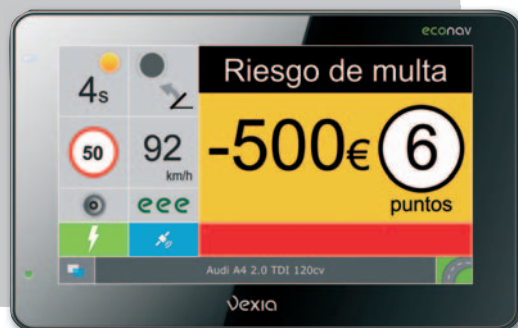 econav
4s
Riesgo de multa
50
92
km/h
-500€
6
puntos
eee
Audi A4 2.0 TDI 120cv
Vexia